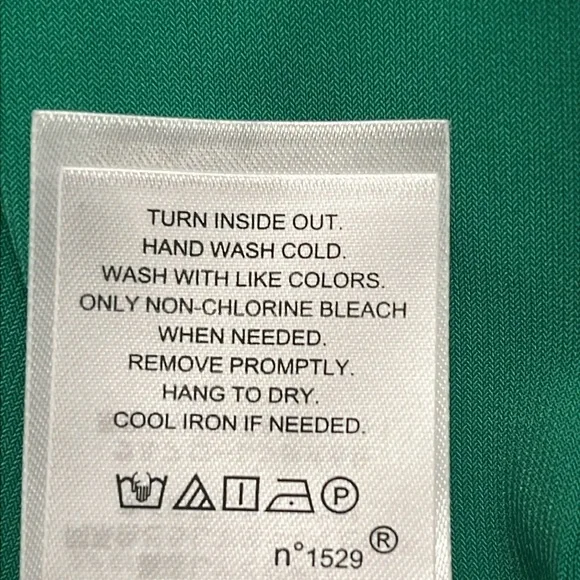 TURN INSIDE OUT.
HAND WASH COLD.
WASH WITH LIKE COLORS.
ONLY NON-CHLORINE BLEACH
WHEN NEEDED.
REMOVE PROMPTLY.
HANG TO DRY.
COOL IRON IF NEEDED.
P
n°1529®